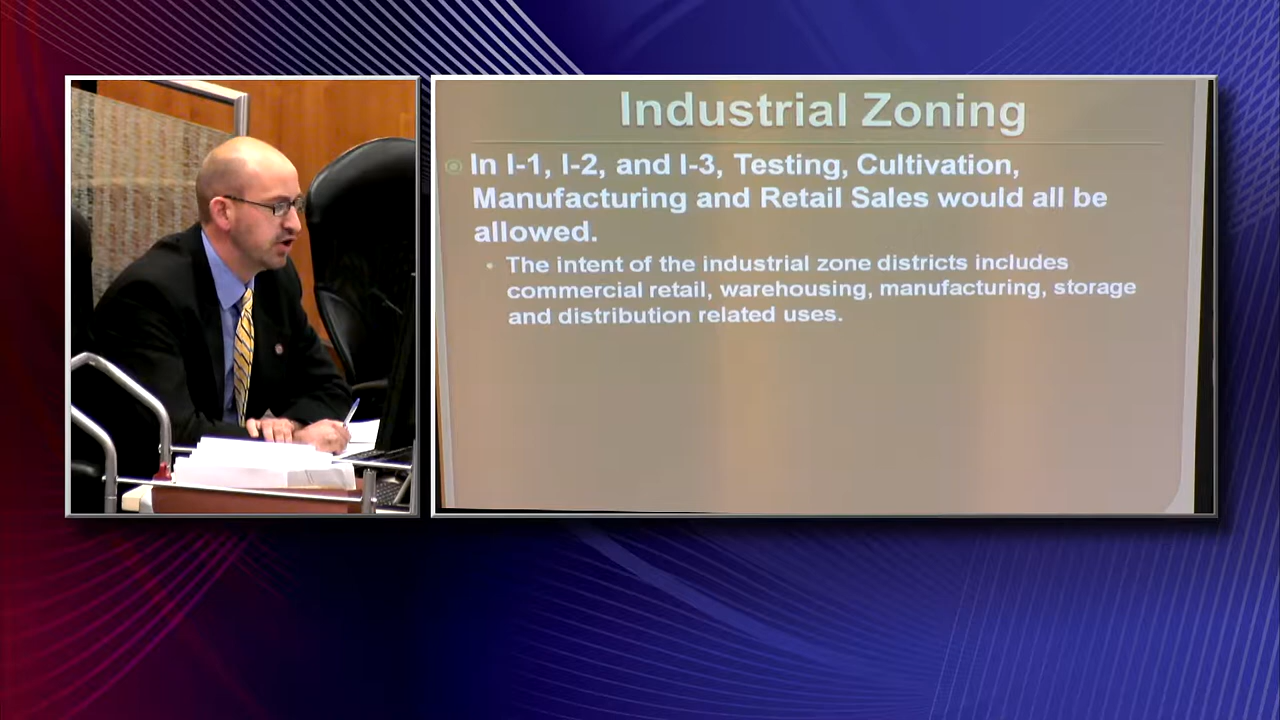 Industrial Zoning
In I-1, I-2, and I-3, Testing, Cultivation,
Manufacturing and Retail Sales would all be
allowed.
The intent of the industrial zone districts includes
commercial retail, warehousing, manufacturing, storage
and distribution related uses.